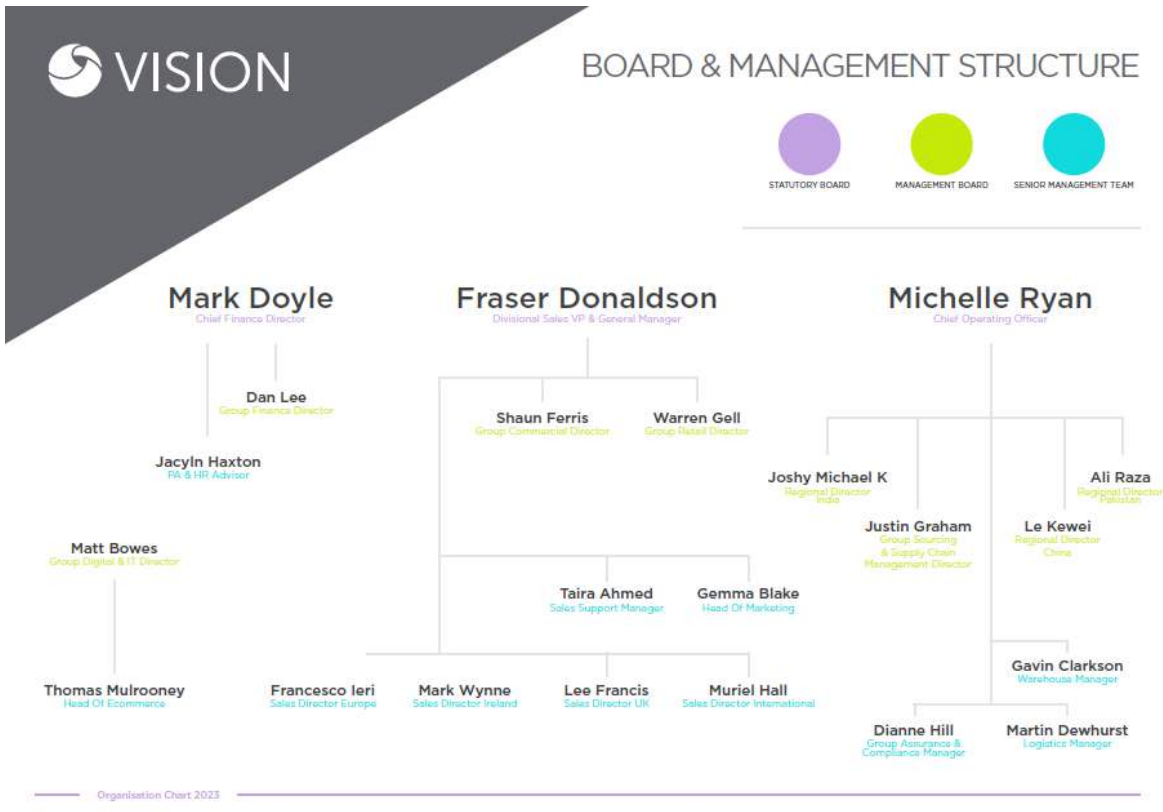 VISION
BOARD & MANAGEMENT STRUCTURE
STATUTORY BOARD
MANAGEMENT BOARD
SENIOR MANAGEMENT TEAM
Mark Doyle
Chief Finance Director
Fraser Donaldson
Divisional Sales VP & General Manager
Michelle Ryan
Chief Operating Officer
Dan Lee
Group Finance Director
Jacyln Haxton
PA & HR Advisor
Shaun Ferris
Group Commercial Director
Warren Gell
Group Retail Director
Joshy Michael K
Regional Director
India
Ali Raza
Regional Director
Pakistan
Justin Graham
Group Sourcing
& Supply Chain
Management Director
Le Kewei
Regional Director
China
Matt Bowes
Group Digital & IT Director
Taira Ahmed
Sales Support Manager
Gemma Blake
Head Of Marketing
Thomas Mulrooney
Head Of Ecommerce
Francesco Ieri
Sales Director Europe
Mark Wynne
Sales Director Ireland
Lee Francis
Sales Director UK
Muriel Hall
Sales Director International
Gavin Clarkson
Warehouse Manager
Dianne Hill
Group Assurance &
Compliance Manager
Martin Dewhurst
Logistics Manager
Organisation Chart 2023